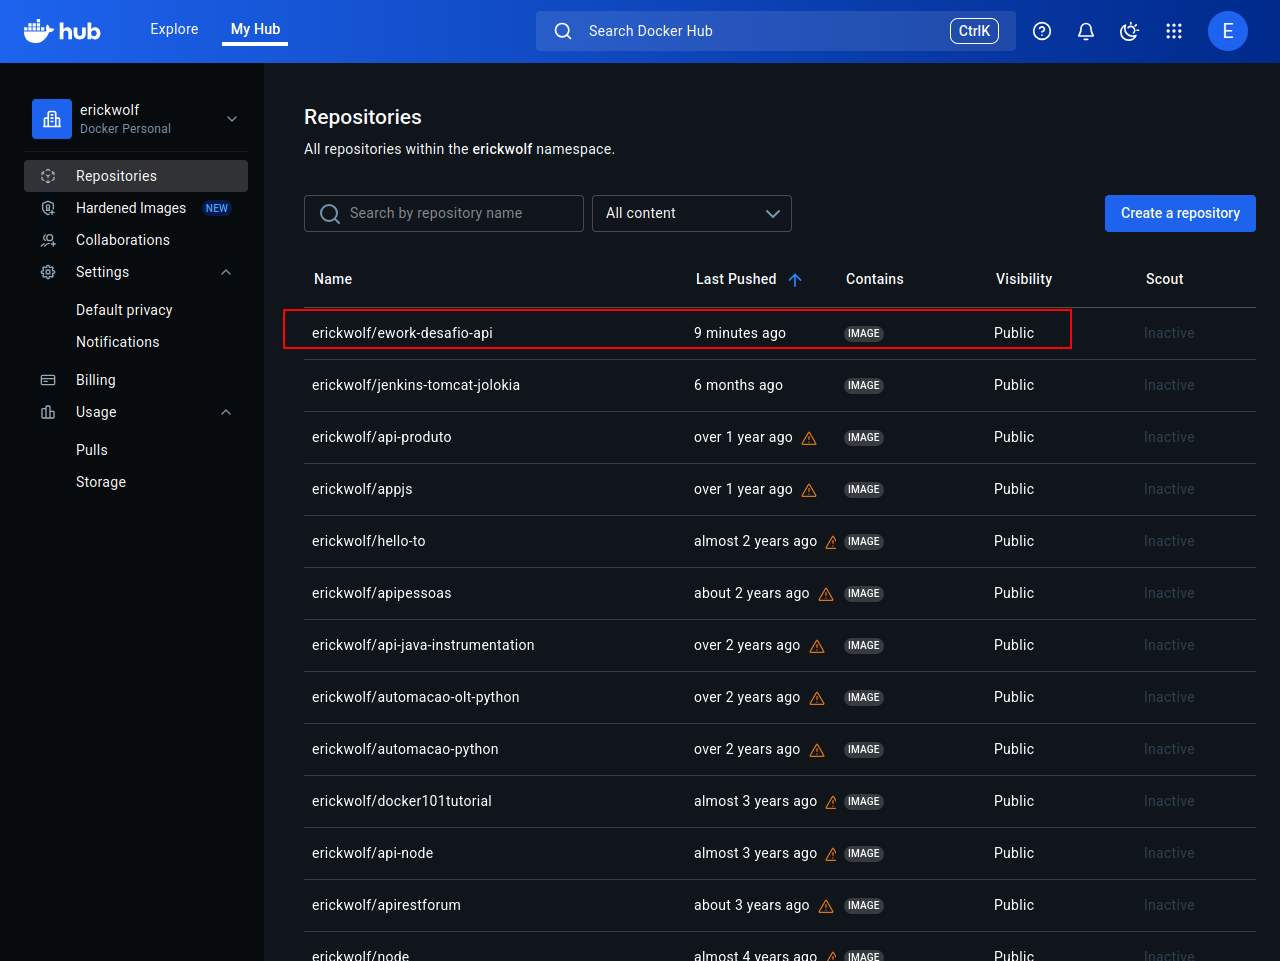 hub Explore My Hub Search Docker Hub CtrlK E
erickwolf
Docker Personal
Repositories
Hardened Images NEW
Collaborations
Settings
Default privacy
Notifications
Billing
Usage
Pulls
Storage
Repositories
All repositories within the erickwolf namespace.
Search by repository name All content Create a repository
Name Last Pushed Contains Visibility Scout
erickwolf/ework-desafio-api 9 minutes ago IMAGE Public Inactive
erickwolf/jenkins-tomcat-jolokia 6 months ago IMAGE Public Inactive
erickwolf/api-produto over 1 year ago IMAGE Public Inactive
erickwolf/appjs over 1 year ago IMAGE Public Inactive
erickwolf/hello-to almost 2 years ago IMAGE Public Inactive
erickwolf/apipessoas about 2 years ago IMAGE Public Inactive
erickwolf/api-java-instrumentation over 2 years ago IMAGE Public Inactive
erickwolf/automacao-olt-python over 2 years ago IMAGE Public Inactive
erickwolf/automacao-python over 2 years ago IMAGE Public Inactive
erickwolf/docker101tutorial almost 3 years ago IMAGE Public Inactive
erickwolf/api-node almost 3 years ago IMAGE Public Inactive
erickwolf/apirestforum about 3 years ago IMAGE Public Inactive
erickwolf/node almost 4 years ago IMAGE Public Inactive